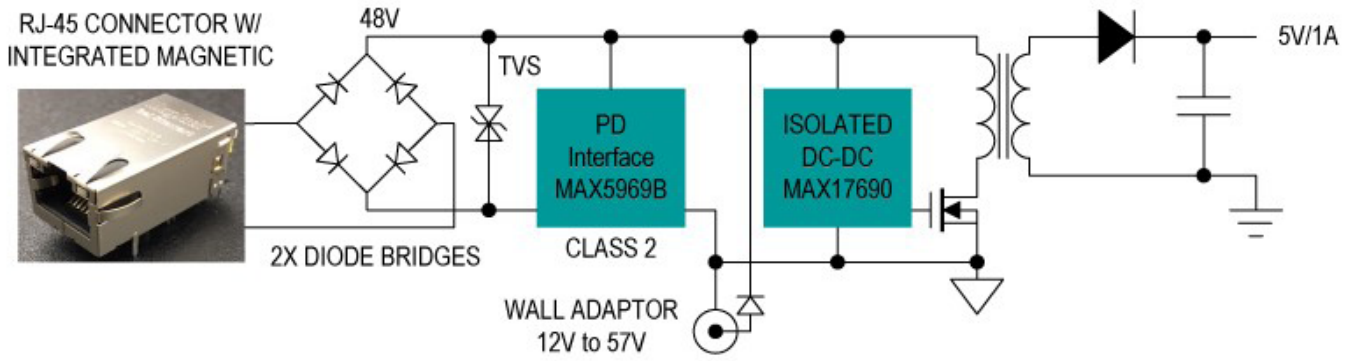 RJ-45 CONNECTOR W/
INTEGRATED MAGNETIC
48V
TVS
PD
Interface
MAX5969B
CLASS 2
2X DIODE BRIDGES
ISOLATED
DC-DC
MAX17690
5V/1A
WALL ADAPTOR
12V to 57V